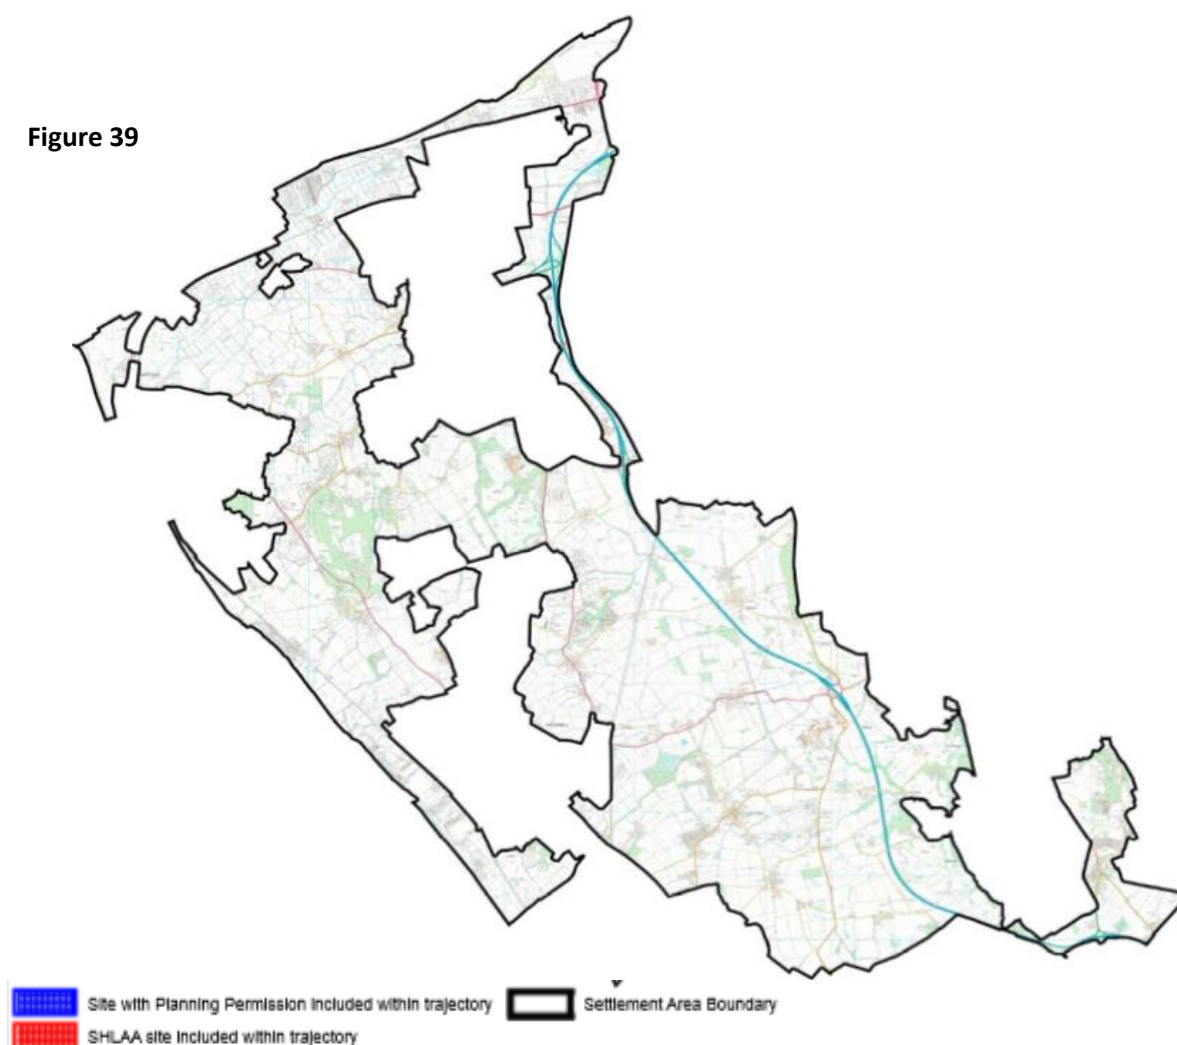 Figure 39
Site with Planning Permission included within trajectory
Settlement Area Boundary
SHLAA site included within trajectory